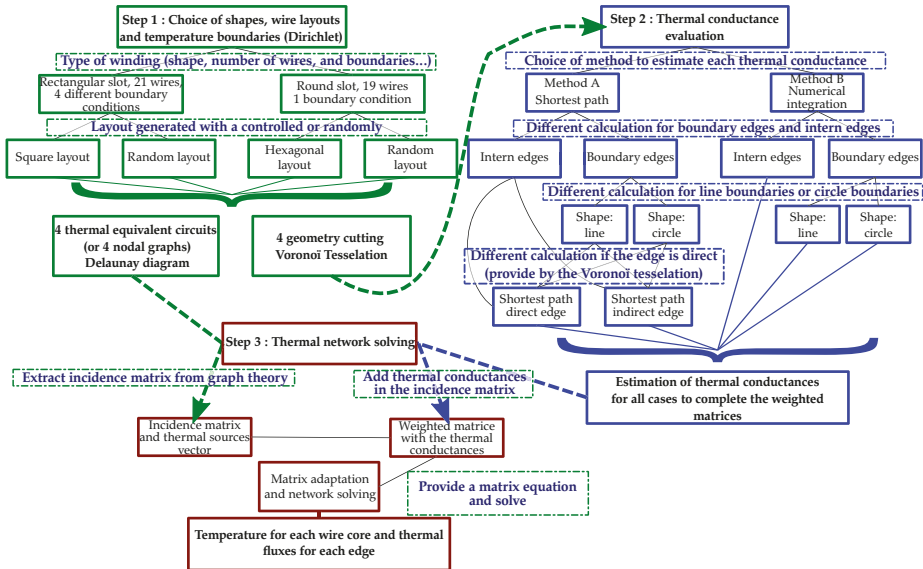 Step 1 : Choice of shapes, wire layouts
and temperature boundaries (Dirichlet)
Type of winding (shape, number of wires, and boundaries...)
Rectangular slot, 21 wires,
4 different boundary
conditions
Round slot, 19 wires
1 boundary condition
Layout generated with a controlled or randomly
Square layout
Random layout
Hexagonal
layout
Random
layout
4 thermal equivalent circuits
(or 4 nodal graphs)
Delaunay diagram
4 geometry cutting
Voronoï Tesselation
Step 2 : Thermal conductance
evaluation
Choice of method to estimate each thermal conductance
Method A
Shortest path
Method B
Numerical
integration
Different calculation for boundary edges and intern edges
Intern edges
Boundary edges
Intern edges
Boundary edges
Different calculation for line boundaries or circle boundaries
Shape:
line
Shape:
circle
Shape:
line
Shape:
circle
Different calculation if the edge is direct
(provide by the Voronoï tesselation)
Shortest path
direct edge
Shortest path
indirect edge
Estimation of thermal conductances
for all cases to complete the weighted
matrices
Step 3 : Thermal network solving
Extract incidence matrix from graph theory
Add thermal conductances
in the incidence matrix
Incidence matrix
and thermal sources
vector
Weighted matrice
with the thermal
conductances
Matrix adaptation
and network solving
Provide a matrix equation
and solve
Temperature for each wire core and thermal
fluxes for each edge